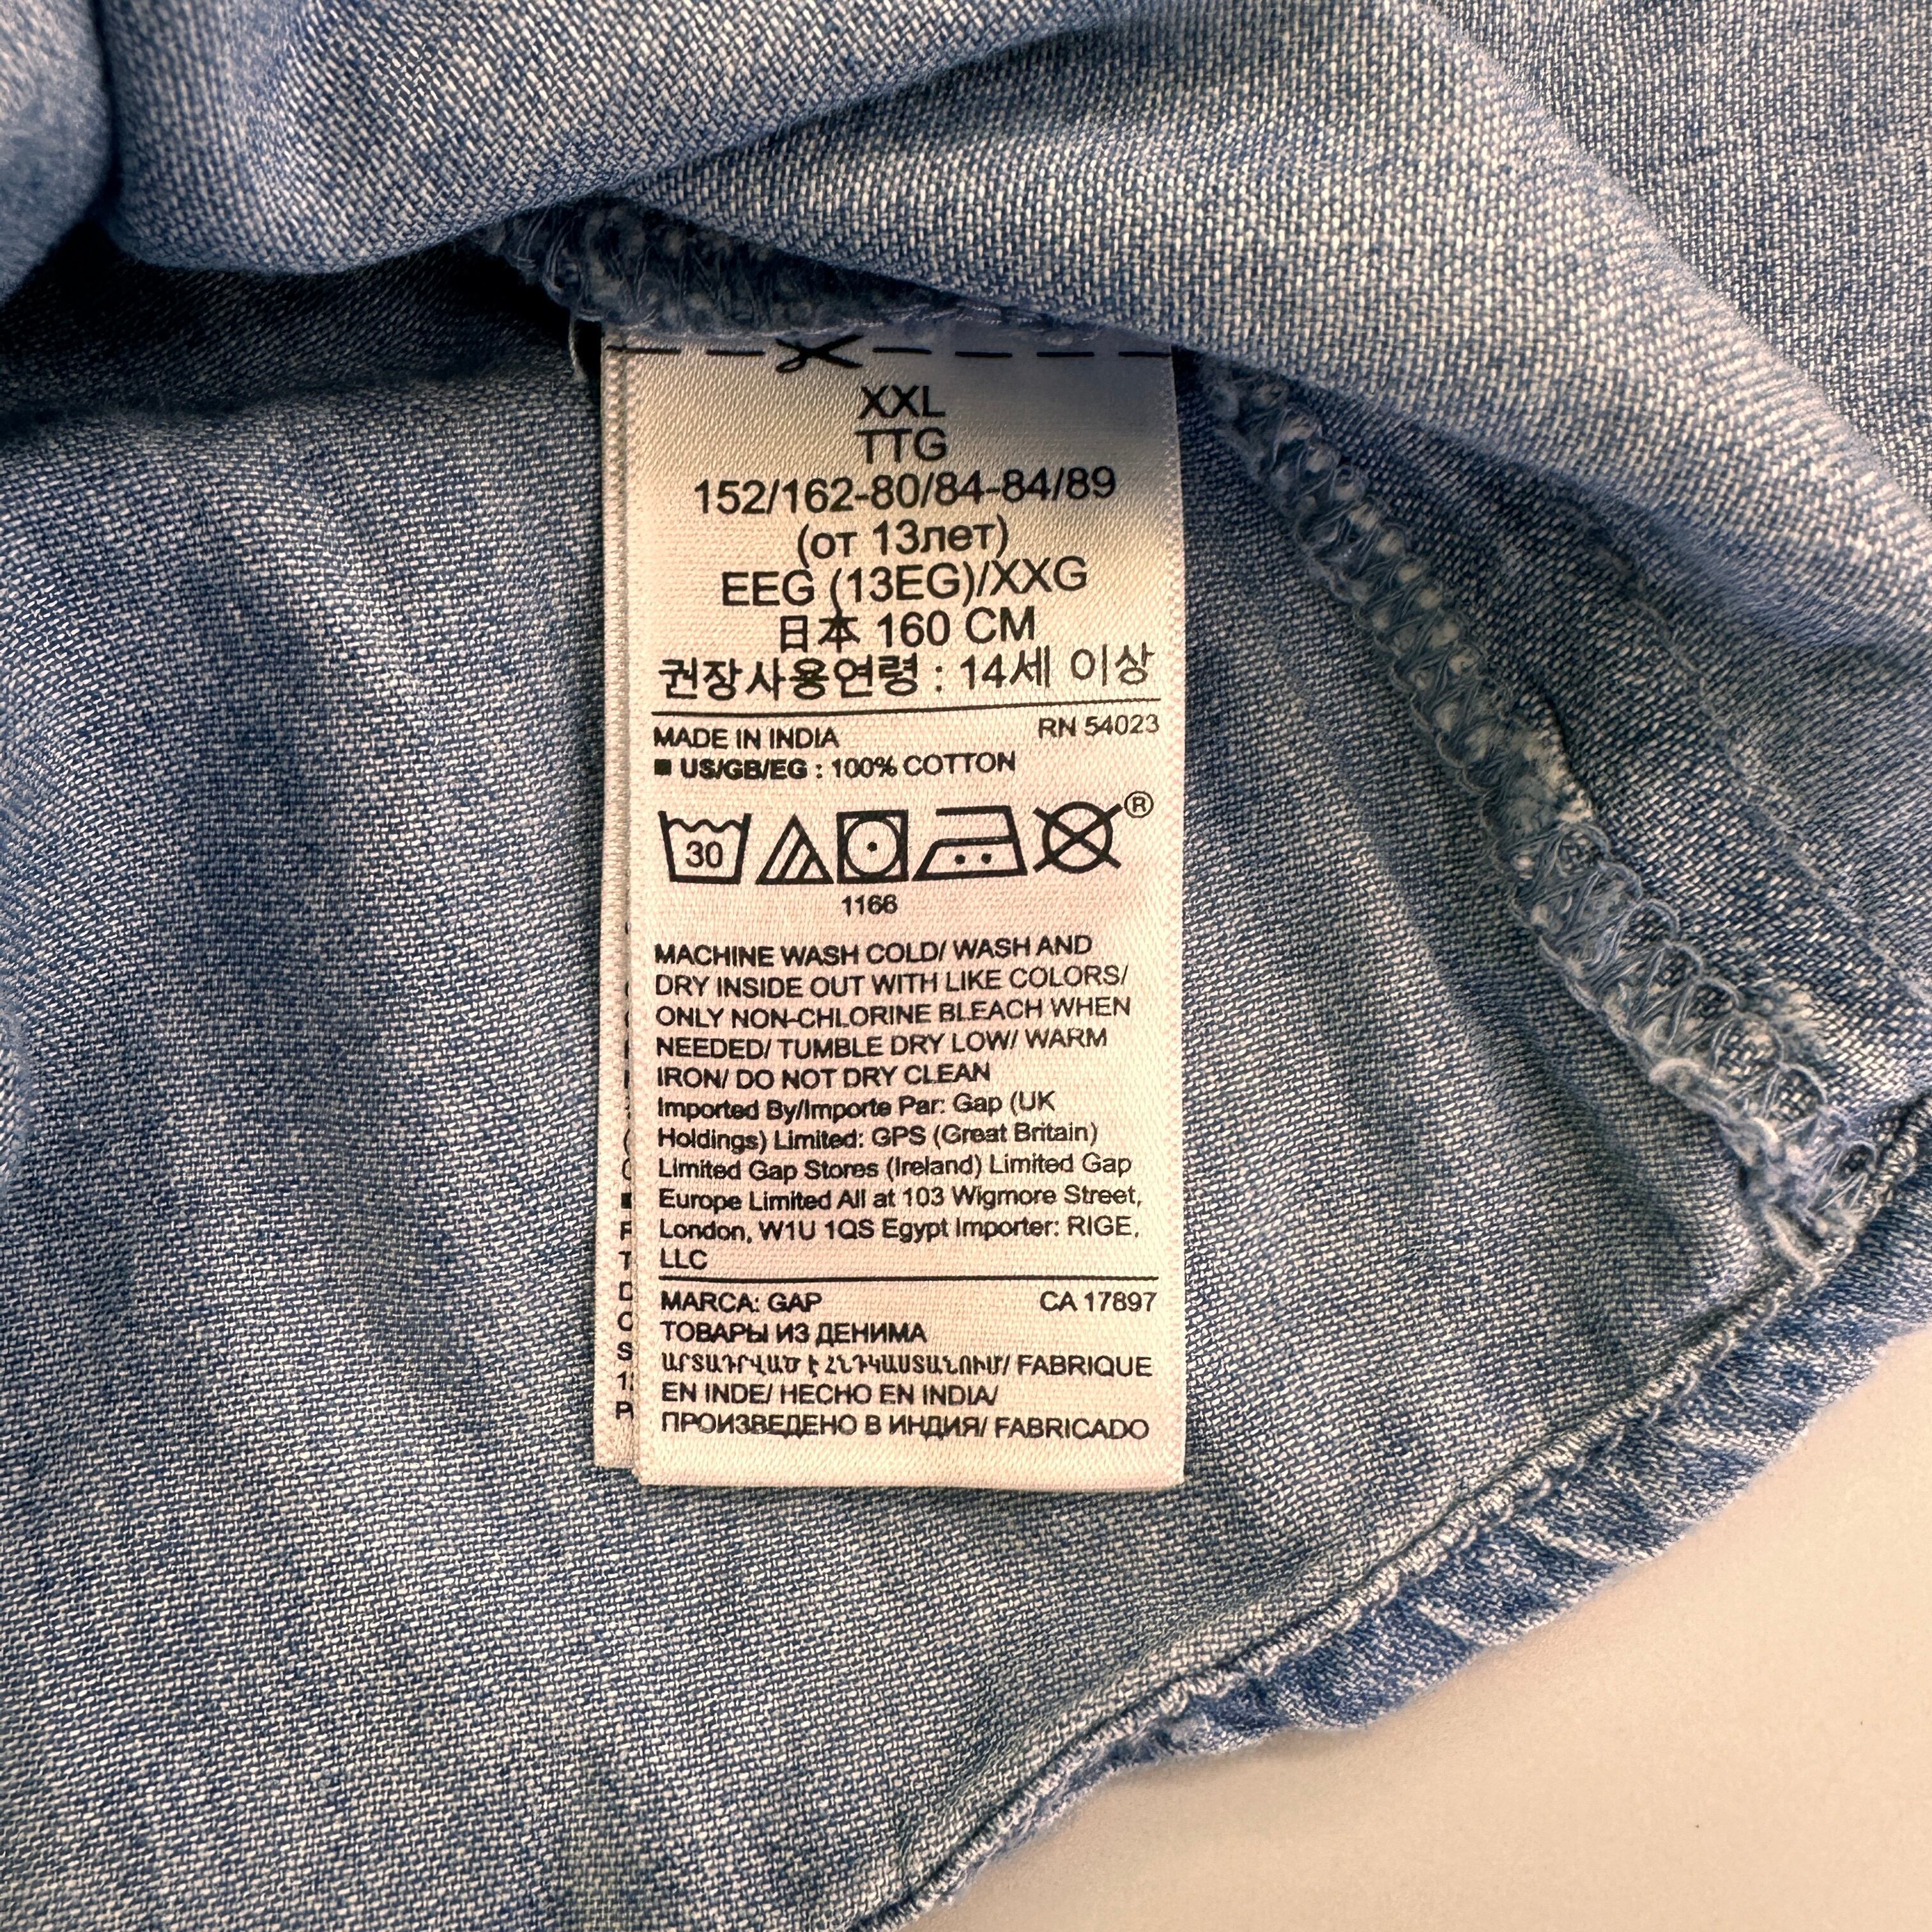 XXL
TTG
152/162-80/84-84/89
(от 13лет)
EEG (13EG)/XXG
日本 160 CM
권장사용연령 : 14세 이상
MADE IN INDIA RN 54023
■ US/GB/EG : 100% COTTON
30 ®
1166
MACHINE WASH COLD/ WASH AND
DRY INSIDE OUT WITH LIKE COLORS/
ONLY NON-CHLORINE BLEACH WHEN
NEEDED/ TUMBLE DRY LOW/ WARM
IRON/ DO NOT DRY CLEAN
Imported By/Importe Par: Gap (UK
Holdings) Limited: GPS (Great Britain)
Limited Gap Stores (Ireland) Limited Gap
Europe Limited All at 103 Wigmore Street,
London, W1U 1QS Egypt Importer: RIGE,
LLC
MARCA: GAP CA 17897
ТОВАРЫ ИЗ ДЕНИМА
ԱՐՏԱԴՐՎԱԾ Է ՀՆԴԿԱՍՏԱՆՈՒՄ/ FABRIQUE
EN INDE/ HECHO EN INDIA/
ПРОИЗВЕДЕНО В ИНДИЯ/ FABRICADO